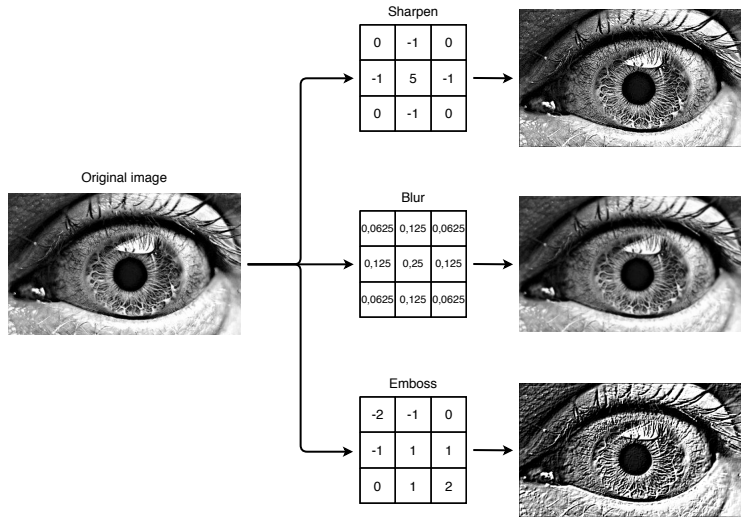 Sharpen
0 -1 0
-1 5 -1
0 -1 0
Original image
Blur
0,0625 0,125 0,0625
0,125 0,25 0,125
0,0625 0,125 0,0625
Emboss
-2 -1 0
-1 1 1
0 1 2